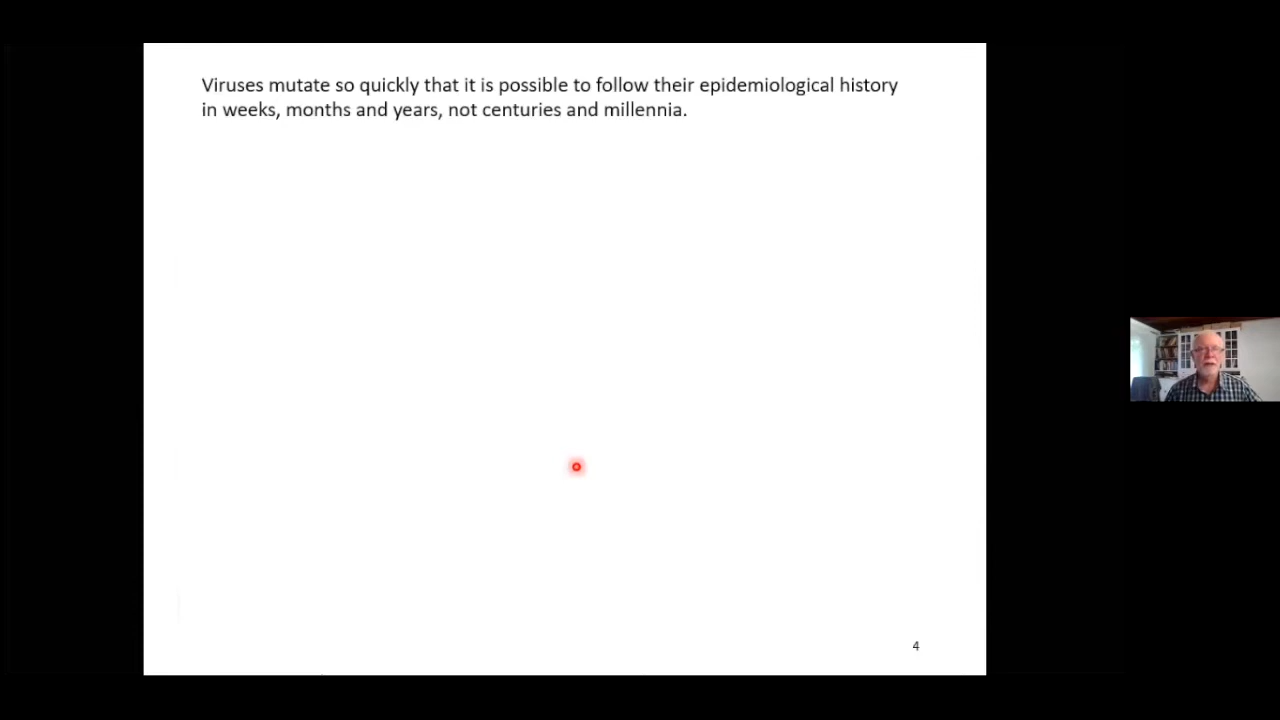 Viruses mutate so quickly that it is possible to follow their epidemiological history
in weeks, months and years, not centuries and millennia.
4